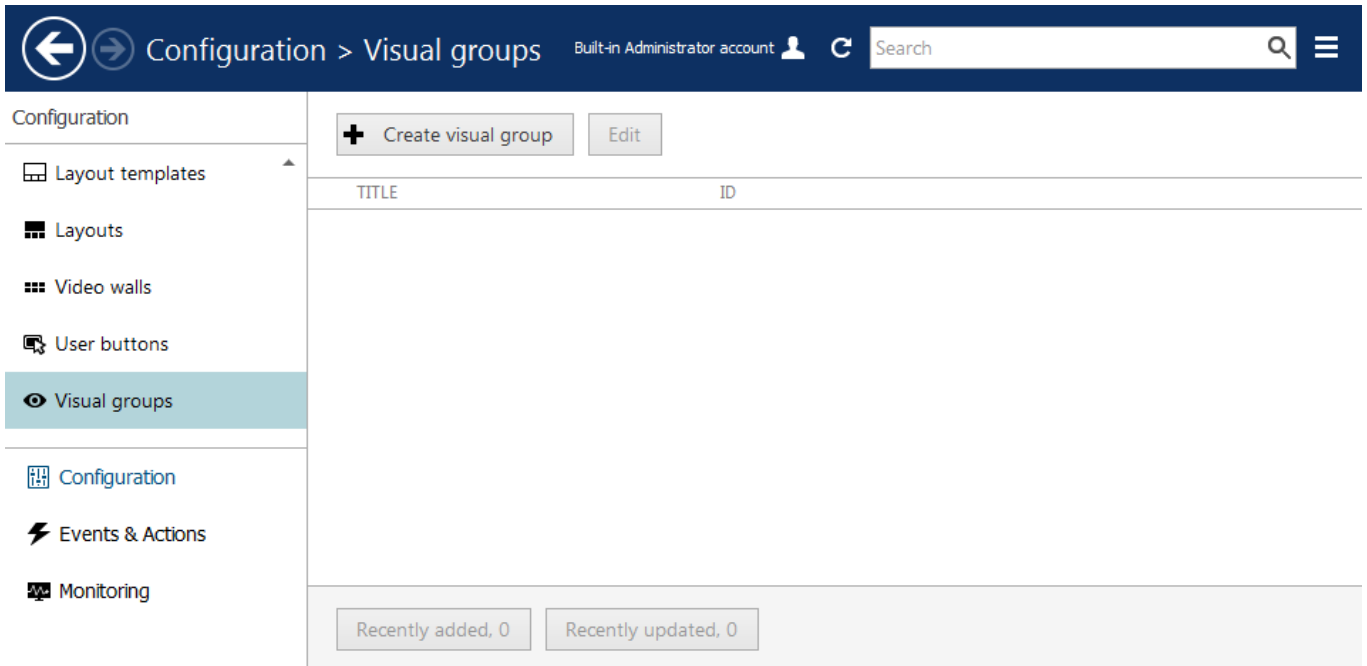 Configuration > Visual groups
Built-in Administrator account
Search
Configuration
Layout templates
Layouts
Video walls
User buttons
Visual groups
Configuration
Events & Actions
Monitoring
Create visual group
Edit
TITLE ID
Recently added, 0
Recently updated, 0